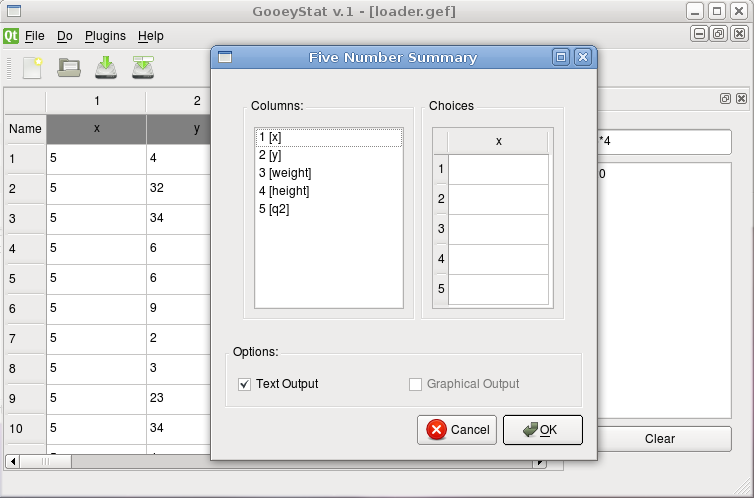 GooeyStat v.1 - [loader.gef]
Qt File Do Plugins Help
Five Number Summary
1 2
Name x y
1 5 4
2 5 32
3 5 34
4 5 6
5 5 6
6 5 9
7 5 2
8 5 3
9 5 23
10 5 34
Columns:
1 [x]
2 [y]
3 [weight]
4 [height]
5 [q2]
Choices
x
1
2
3
4
5
Options:
Text Output Graphical Output
Cancel OK
*4
0
Clear